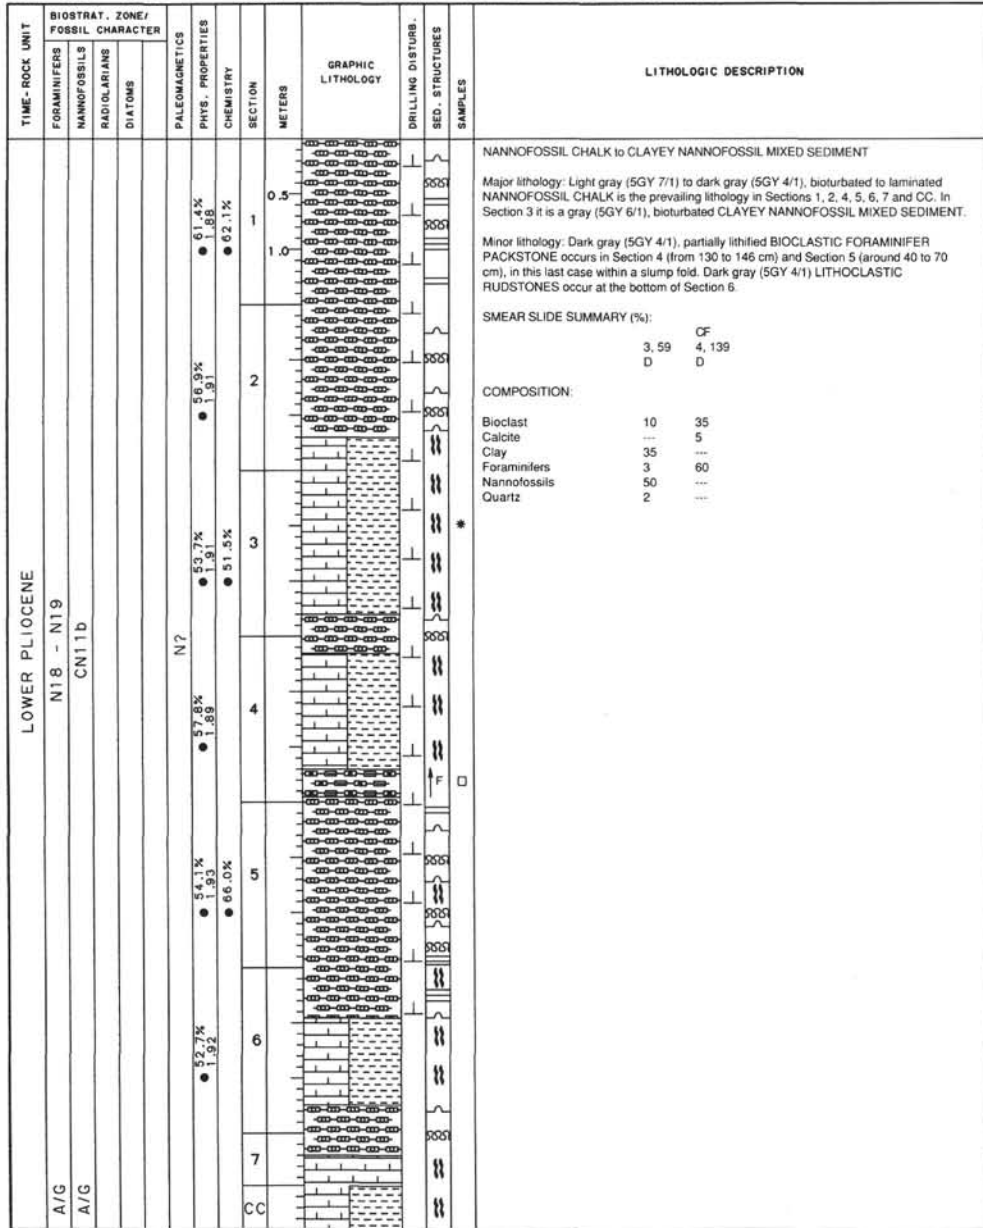 TIME-ROCK UNIT
BIOSTRAT. ZONE/
FOSSIL CHARACTER
FORAMINIFERS
NANNOFOSSILS
RADIOLARIANS
DIATOMS
PALEOMAGNETICS
PHYS. PROPERTIES
CHEMISTRY
SECTION
METERS
GRAPHIC
LITHOLOGY
DRILLING DISTURB.
SED. STRUCTURES
SAMPLES
LITHOLOGIC DESCRIPTION
LOWER PLIOCENE
N18 - N19
CN11b
A/G
A/G
N?
61.4%
1.88
62.1%
56.9%
1.91
53.7%
1.91
51.5%
57.8%
1.89
54.1%
1.93
66.0%
52.7%
1.92
1
2
3
4
5
6
7
CC
0.5
1.0
F
*
NANNOFOSSIL CHALK to CLAYEY NANNOFOSSIL MIXED SEDIMENT
Major lithology: Light gray (5GY 7/1) to dark gray (5GY 4/1), bioturbated to laminated
NANNOFOSSIL CHALK is the prevailing lithology in Sections 1, 2, 4, 5, 6, 7 and CC. In
Section 3 it is a gray (5GY 6/1), bioturbated CLAYEY NANNOFOSSIL MIXED SEDIMENT.
Minor lithology: Dark gray (5GY 4/1), partially lithified BIOCLASTIC FORAMINIFER
PACKSTONE occurs in Section 4 (from 130 to 146 cm) and Section 5 (around 40 to 70
cm), in this last case within a slump fold. Dark gray (5GY 4/1) LITHOCLASTIC
RUDSTONES occur at the bottom of Section 6.
SMEAR SLIDE SUMMARY (%):
CF
3, 59 4, 139
D D
COMPOSITION:
Bioclast 10 35
Calcite --- 5
Clay 35 ---
Foraminifers 3 60
Nannofossils 50 ---
Quartz 2 ---